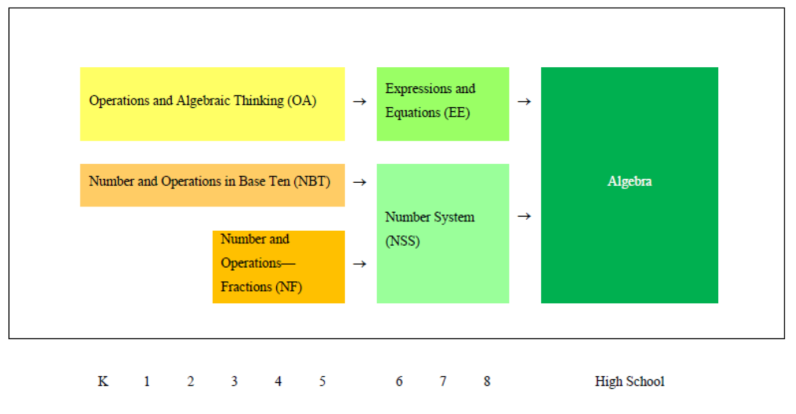 Operations and Algebraic Thinking (OA)
→
Expressions and
Equations (EE)
→
Algebra
Number and Operations in Base Ten (NBT)
→
Number System
(NSS)
→
Number and
Operations—
Fractions (NF)
→
K 1 2 3 4 5 6 7 8 High School